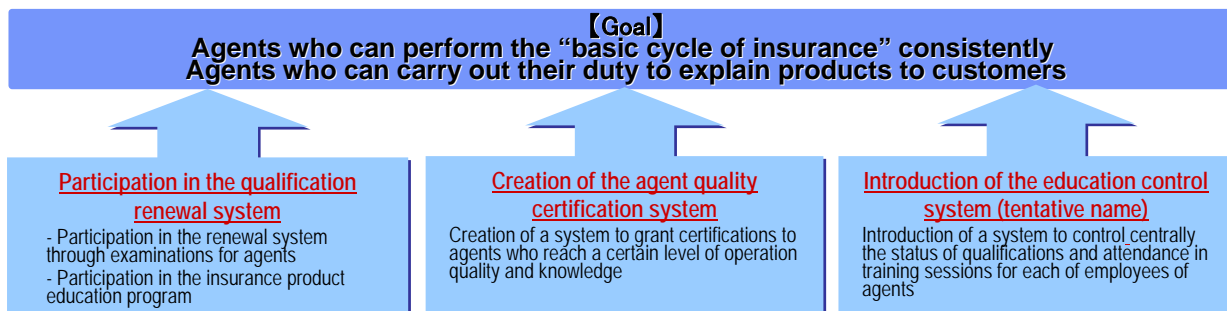 【Goal】
Agents who can perform the “basic cycle of insurance” consistently
Agents who can carry out their duty to explain products to customers
Participation in the qualification
renewal system
- Participation in the renewal system
through examinations for agents
- Participation in the insurance product
education program
Creation of the agent quality
certification system
Creation of a system to grant certifications to
agents who reach a certain level of operation
quality and knowledge
Introduction of the education control
system (tentative name)
Introduction of a system to control centrally
the status of qualifications and attendance in
training sessions for each of employees of
agents